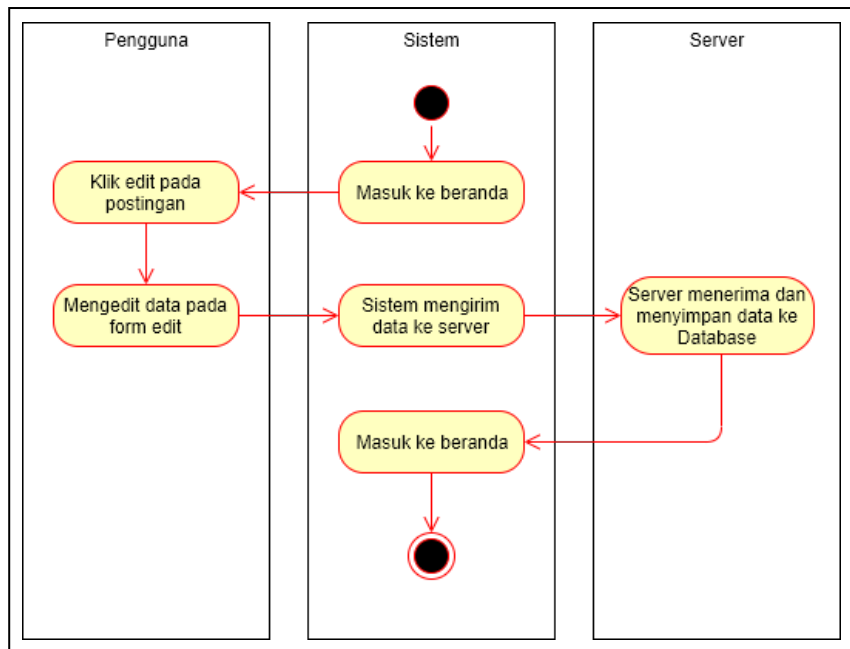 Pengguna
Sistem
Server
Klik edit pada
postingan
Masuk ke beranda
Mengedit data pada
form edit
Sistem mengirim
data ke server
Server menerima dan
menyimpan data ke
Database
Masuk ke beranda